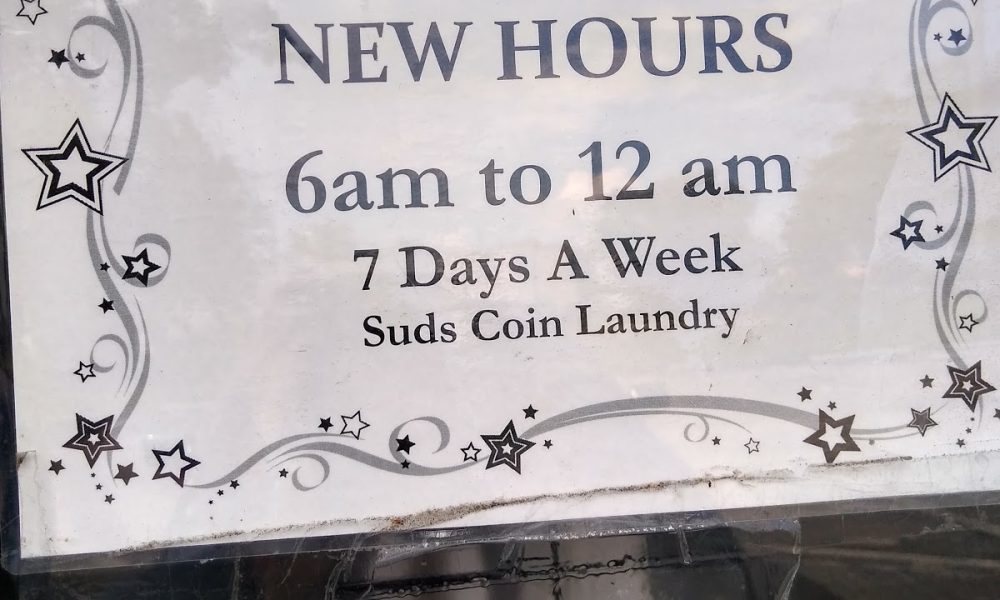 NEW HOURS
6am to 12 am
7 Days A Week
Suds Coin Laundry